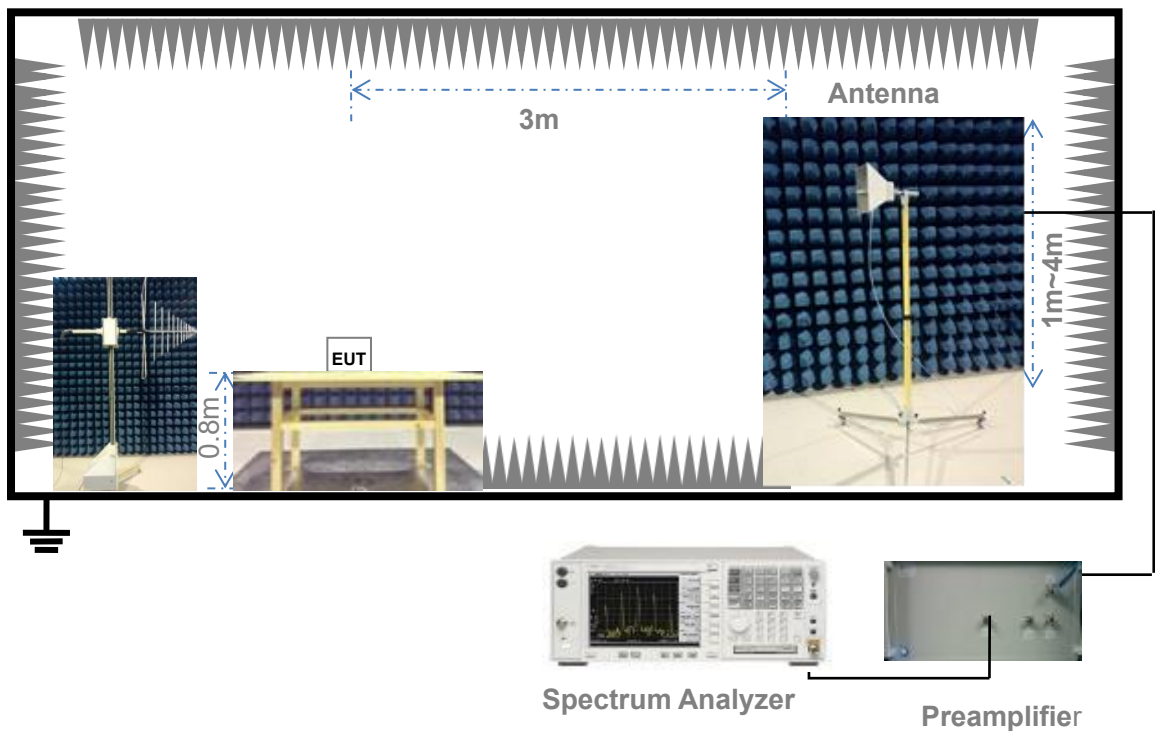 Antenna
3m
1m~4m
EUT
0.8m
Spectrum Analyzer
Preamplifier